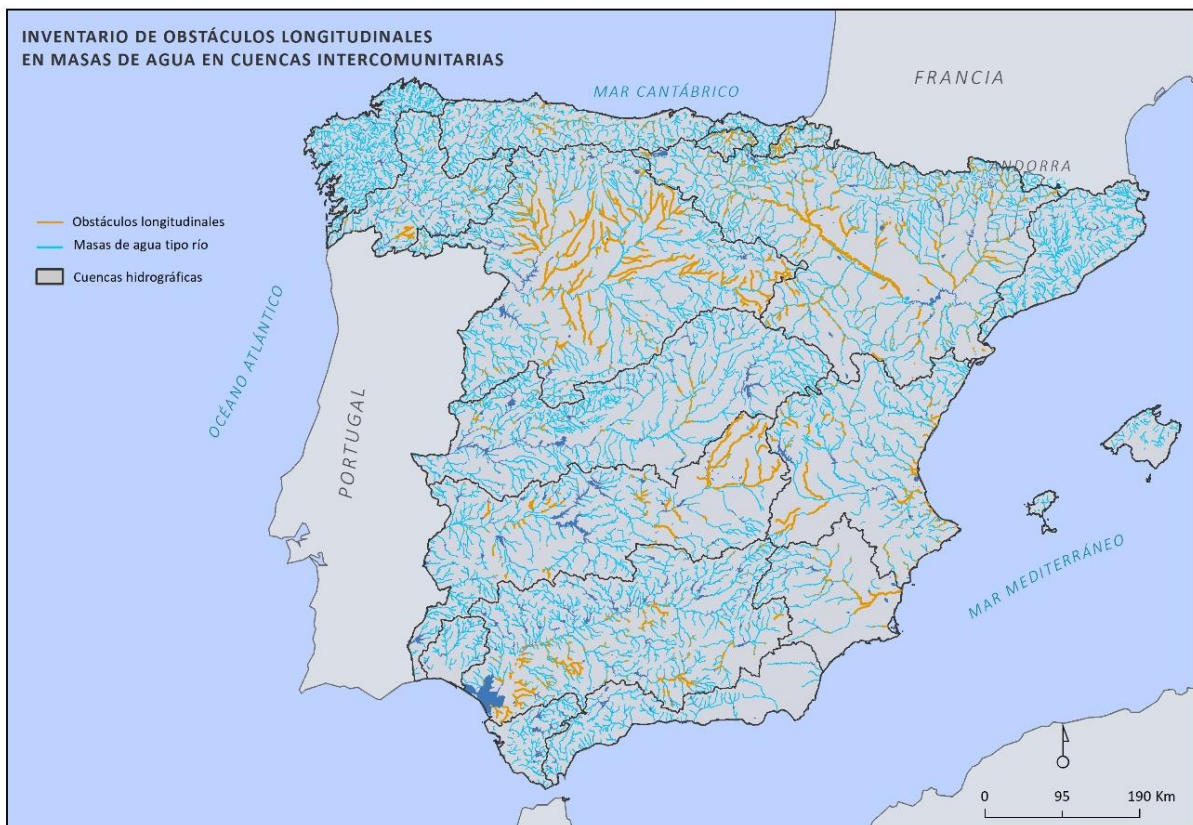 INVENTARIO DE OBSTÁCULOS LONGITUDINALES
EN MASAS DE AGUA EN CUENCAS INTERCOMUNITARIAS
MAR CANTÁBRICO
FRANCIA
ANDORRA
Obstáculos longitudinales
Masas de agua tipo río
Cuencas hidrográficas
OCÉANO ATLÁNTICO
PORTUGAL
MAR MEDITERRÁNEO
0 95 190 Km